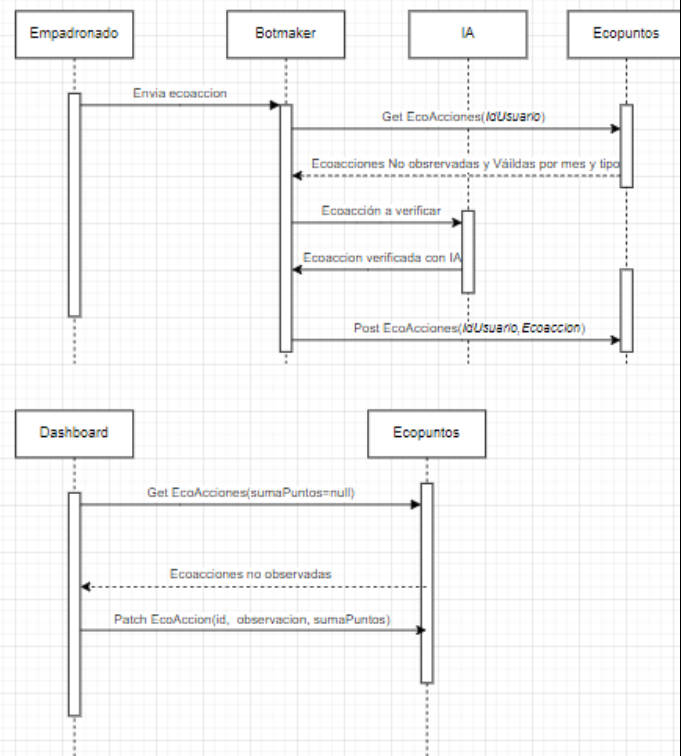 Empadronado
Botmaker
IA
Ecopuntos
Envia ecoaccion
Get EcoAcciones(IdUsuario)
Ecoacciones No obsrervadas y Váildas por mes y tipo
Ecoacción a verificar
Ecoaccion verificada con IA
Post EcoAcciones(IdUsuario,Ecoaccion)
Dashboard
Ecopuntos
Get EcoAcciones(sumaPuntos=null)
Ecoacciones no observadas
Patch EcoAccion(id, observacion, sumaPuntos)